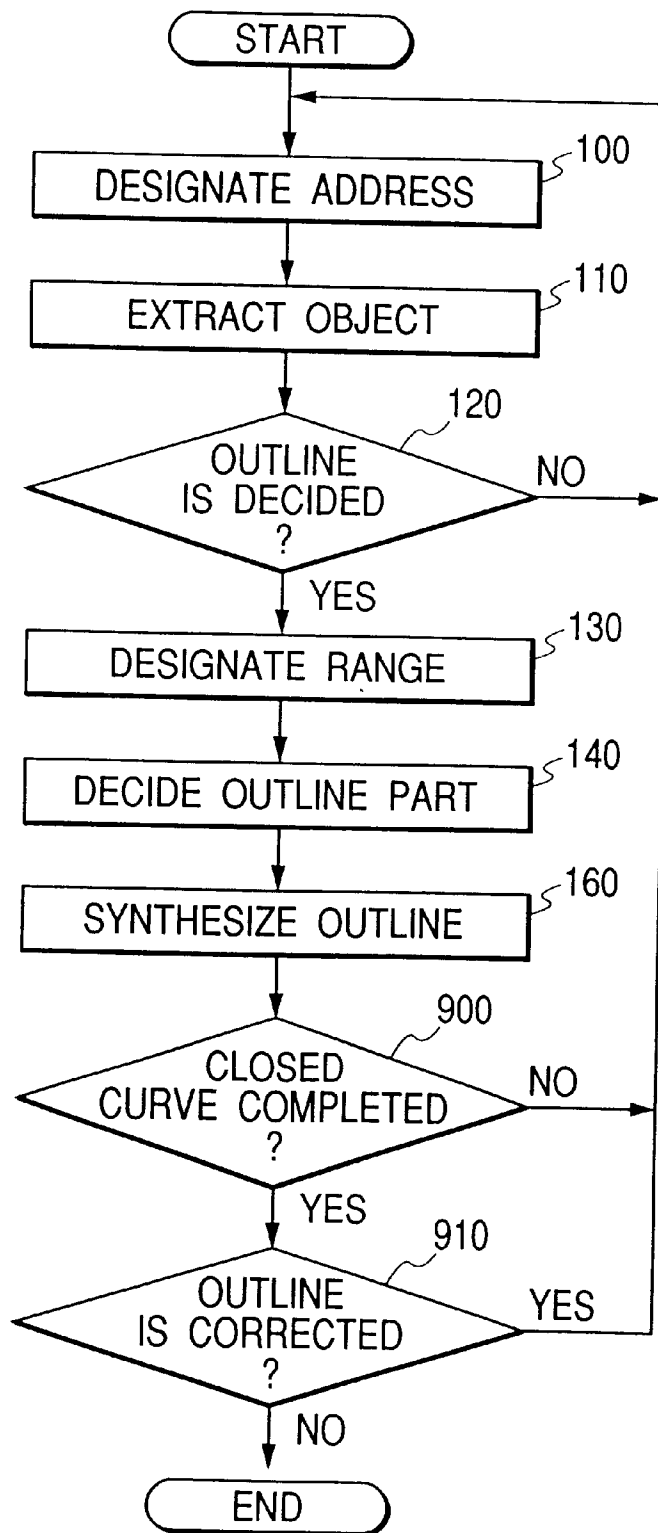 START
100
DESIGNATE ADDRESS
110
EXTRACT OBJECT
120
OUTLINE
IS DECIDED
?
NO
YES
130
DESIGNATE RANGE
140
DECIDE OUTLINE PART
160
SYNTHESIZE OUTLINE
900
CLOSED
CURVE COMPLETED
?
NO
YES
910
OUTLINE
IS CORRECTED
?
YES
NO
END